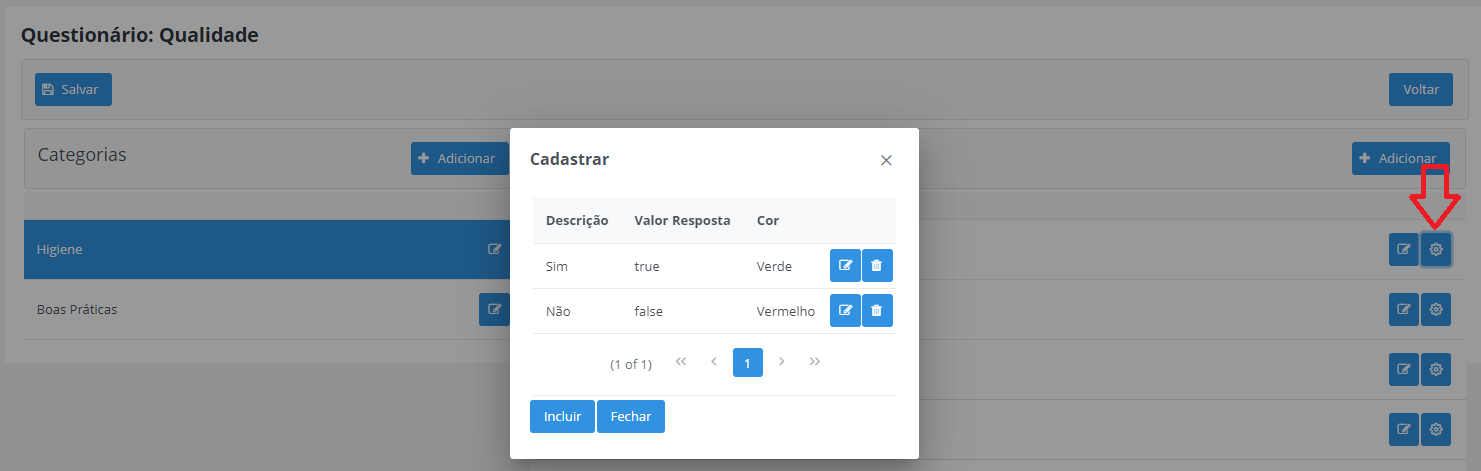 Questionário: Qualidade
Salvar
Voltar
Categorias
Adicionar
Adicionar
Higiene
Boas Práticas
Cadastrar
Descrição Valor Resposta Cor
Sim true Verde
Não false Vermelho
(1 of 1) 1
Incluir Fechar